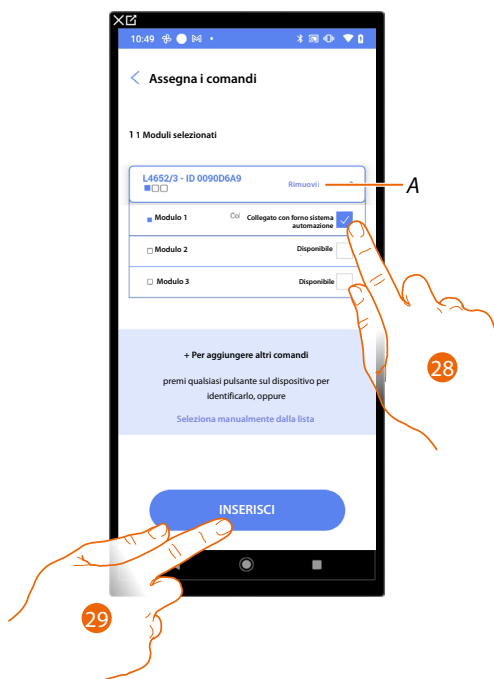 10:49
Assegna i comandi
1 1 Moduli selezionati
L4652/3 - ID 0090D6A9
Rimuovii
A
Modulo 1
Col Collegato con forno sistema
automazione
Modulo 2
Disponibile
Modulo 3
Disponibile
28
+ Per aggiungere altri comandi
premi qualsiasi pulsante sul dispositivo per
identificarlo, oppure
Seleziona manualmente dalla lista
INSERISCI
29